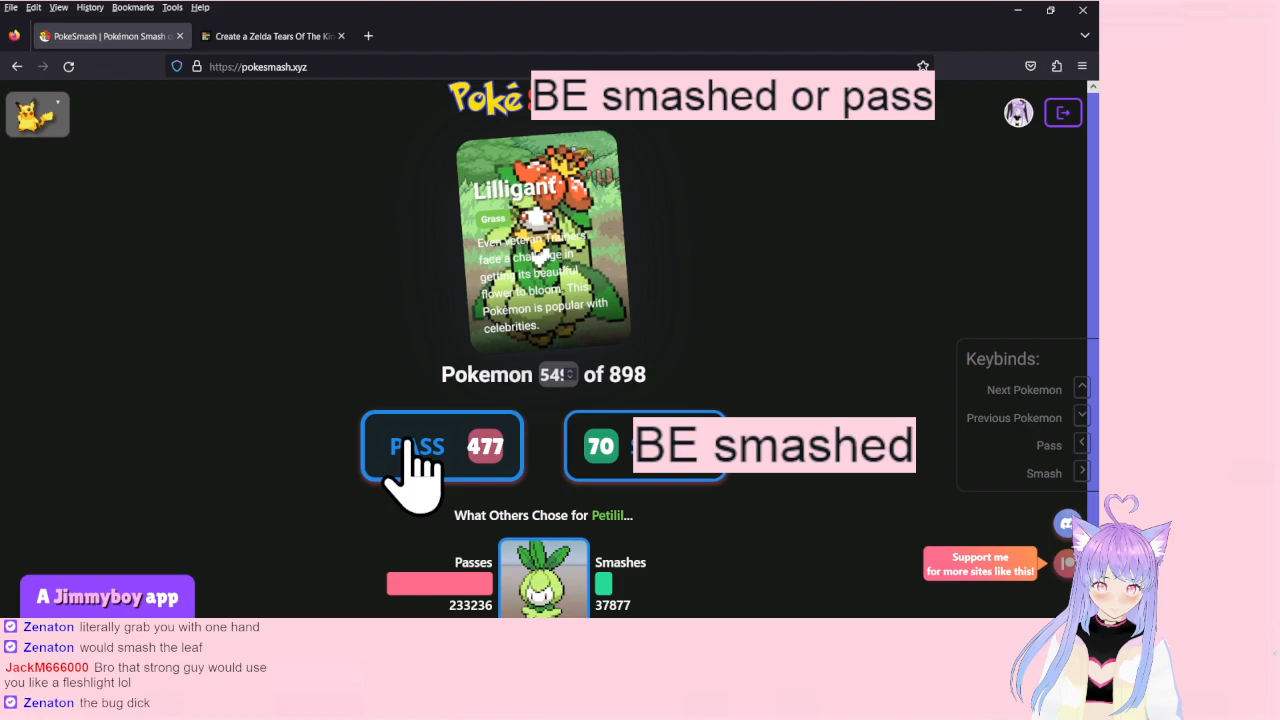 File Edit View History Bookmarks Tools Help
PokeSmash | Pokémon Smash o
Create a Zelda Tears Of The Kin
https://pokesmash.xyz
Poké
BE smashed or pass
Lilligant
Grass
Even veteran Trainers
face a challenge in
getting its beautiful
flower to bloom. This
Pokémon is popular with
celebrities.
Pokemon 549 of 898
PASS 477
70 BE smashed
Keybinds:
Next Pokemon
Previous Pokemon
Pass
Smash
What Others Chose for Petilil...
Passes
233236
Smashes
37877
Support me
for more sites like this!
A Jimmyboy app
Zenaton literally grab you with one hand
Zenaton would smash the leaf
JackM666000 Bro that strong guy would use
you like a fleshlight lol
Zenaton the bug dick